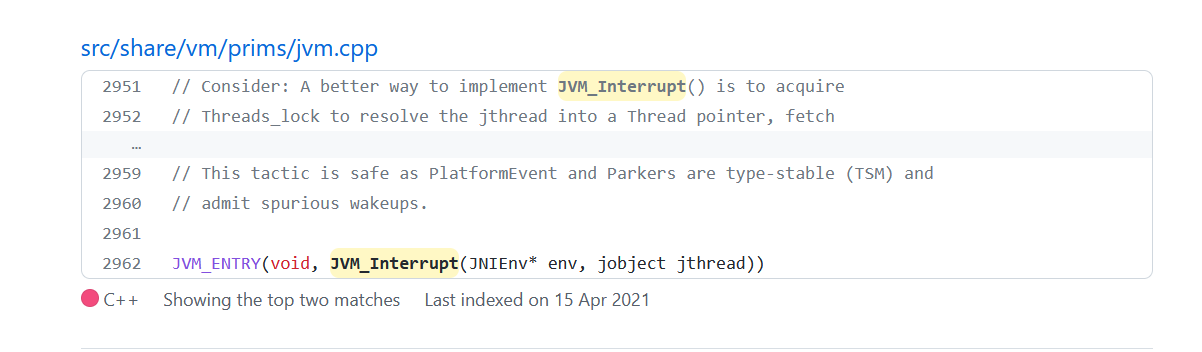 src/share/vm/prims/jvm.cpp
2951 // Consider: A better way to implement JVM_Interrupt() is to acquire
2952 // Threads_lock to resolve the jthread into a Thread pointer, fetch
…
2959 // This tactic is safe as PlatformEvent and Parkers are type-stable (TSM) and
2960 // admit spurious wakeups.
2961
2962 JVM_ENTRY(void, JVM_Interrupt(JNIEnv* env, jobject jthread))
C++ Showing the top two matches Last indexed on 15 Apr 2021